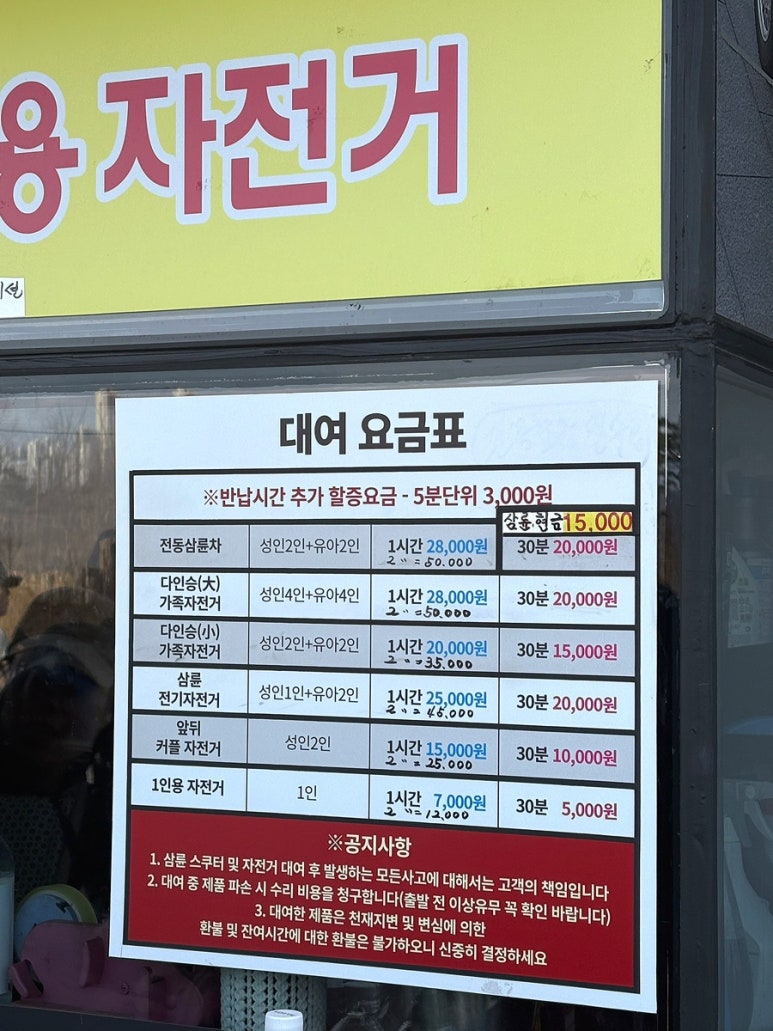 용 자전거
설
대여 요금표
※반납시간 추가 할증요금 - 5분단위 3,000원
삼륜현금15,000
전동삼륜차 성인2인+유아2인 1시간 28,000원 30분 20,000원
2 〃 = 50.000
다인승(大) 가족자전거 성인4인+유아4인 1시간 28,000원 30분 20,000원
2 〃 = 50.000
다인승(小) 가족자전거 성인2인+유아2인 1시간 20,000원 30분 15,000원
2 〃 = 35.000
삼륜 전기자전거 성인1인+유아2인 1시간 25,000원 30분 20,000원
2 〃 = 45.000
앞뒤 커플 자전거 성인2인 1시간 15,000원 30분 10,000원
2 〃 = 25.000
1인용 자전거 1인 1시간 7,000원 30분 5,000원
2 〃 = 12.000
※공지사항
1. 삼륜 스쿠터 및 자전거 대여 후 발생하는 모든사고에 대해서는 고객의 책임입니다
2. 대여 중 제품 파손 시 수리 비용을 청구합니다(출발 전 이상유무 꼭 확인 바랍니다)
3. 대여한 제품은 천재지변 및 변심에 의한
환불 및 잔여시간에 대한 환불은 불가하오니 신중히 결정하세요